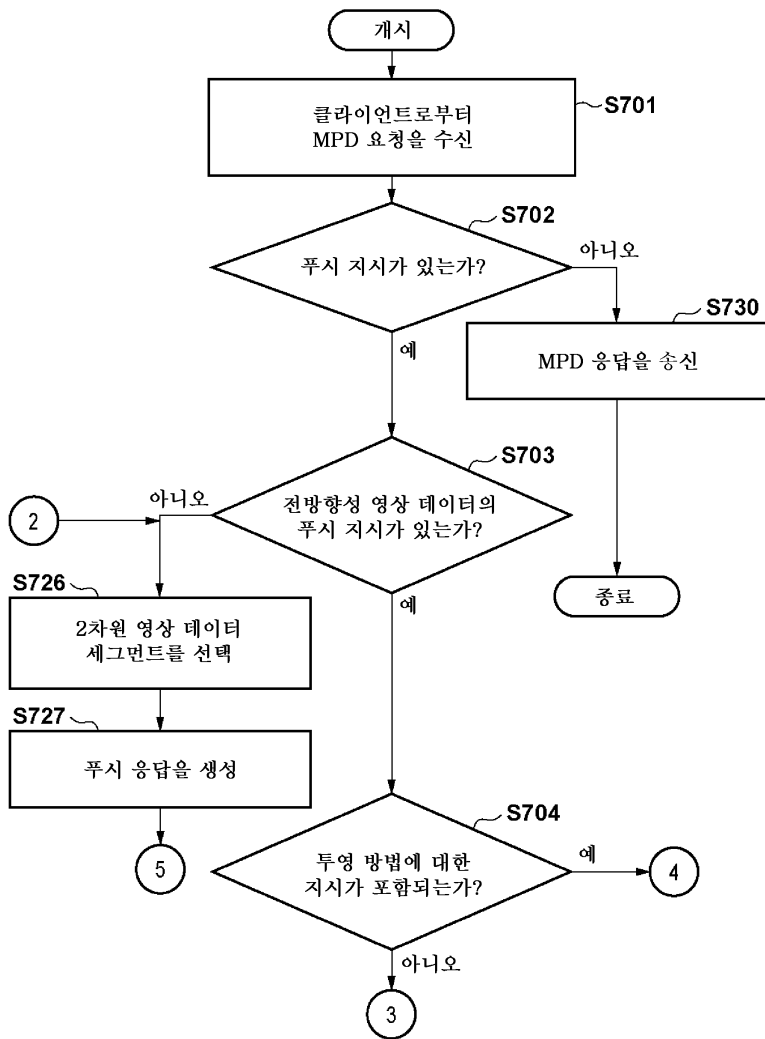 개시
S701
클라이언트로부터
MPD 요청을 수신
S702
푸시 지시가 있는가?
아니오
예
S730
MPD 응답을 송신
종료
S703
전방향성 영상 데이터의
푸시 지시가 있는가?
아니오
예
2
S726
2차원 영상 데이터
세그먼트를 선택
S727
푸시 응답을 생성
5
S704
투영 방법에 대한
지시가 포함되는가?
예
4
아니오
3